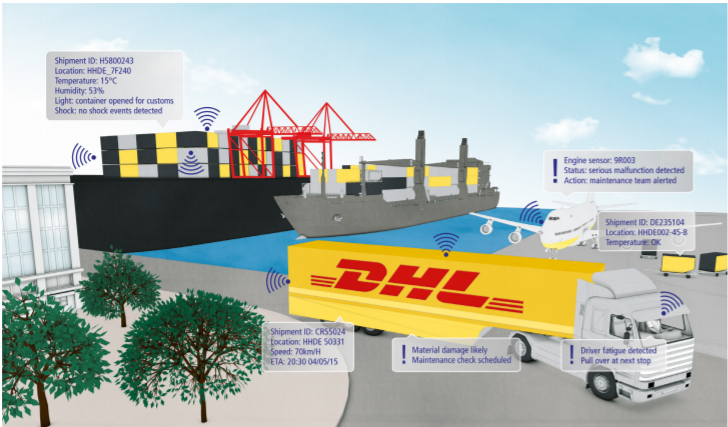 Shipment ID: H5800243
Location: HHDE_7F240
Temperature: 15°C
Humidity: 53%
Light: container opened for customs
Shock: no shock events detected
! Engine sensor: 9R003
Status: serious malfunction detected
Action: maintenance team alerted
Shipment ID: DE235104
Location: HHDE002-45-B
Temperature: OK
DHL
Shipment ID: CR55024
Location: HHDE 50331
Speed: 70km/H
ETA: 20:30 04/05/15
! Material damage likely
Maintenance check scheduled
! Driver fatigue detected
Pull over at next stop